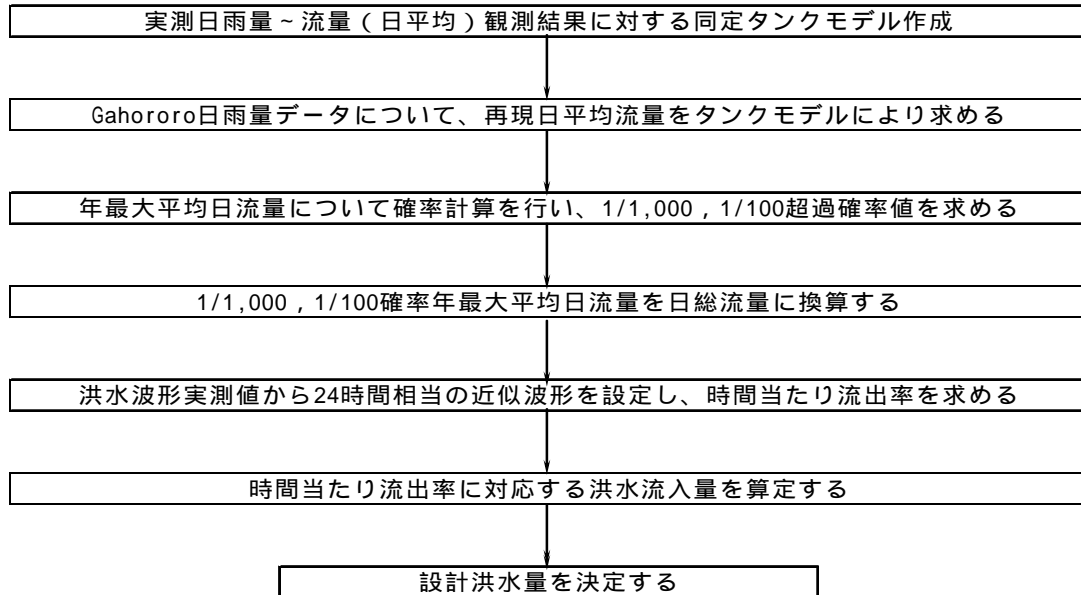 実測日雨量~流量(日平均)観測結果に対する同定タンクモデル作成
Gahororo日雨量データについて、再現日平均流量をタンクモデルにより求める
年最大平均日流量について確率計算を行い、1/1,000,1/100超過確率値を求める
1/1,000,1/100確率年最大平均日流量を日総流量に換算する
洪水波形実測値から24時間相当の近似波形を設定し、時間当たり流出率を求める
時間当たり流出率に対応する洪水流入量を算定する
設計洪水量を決定する